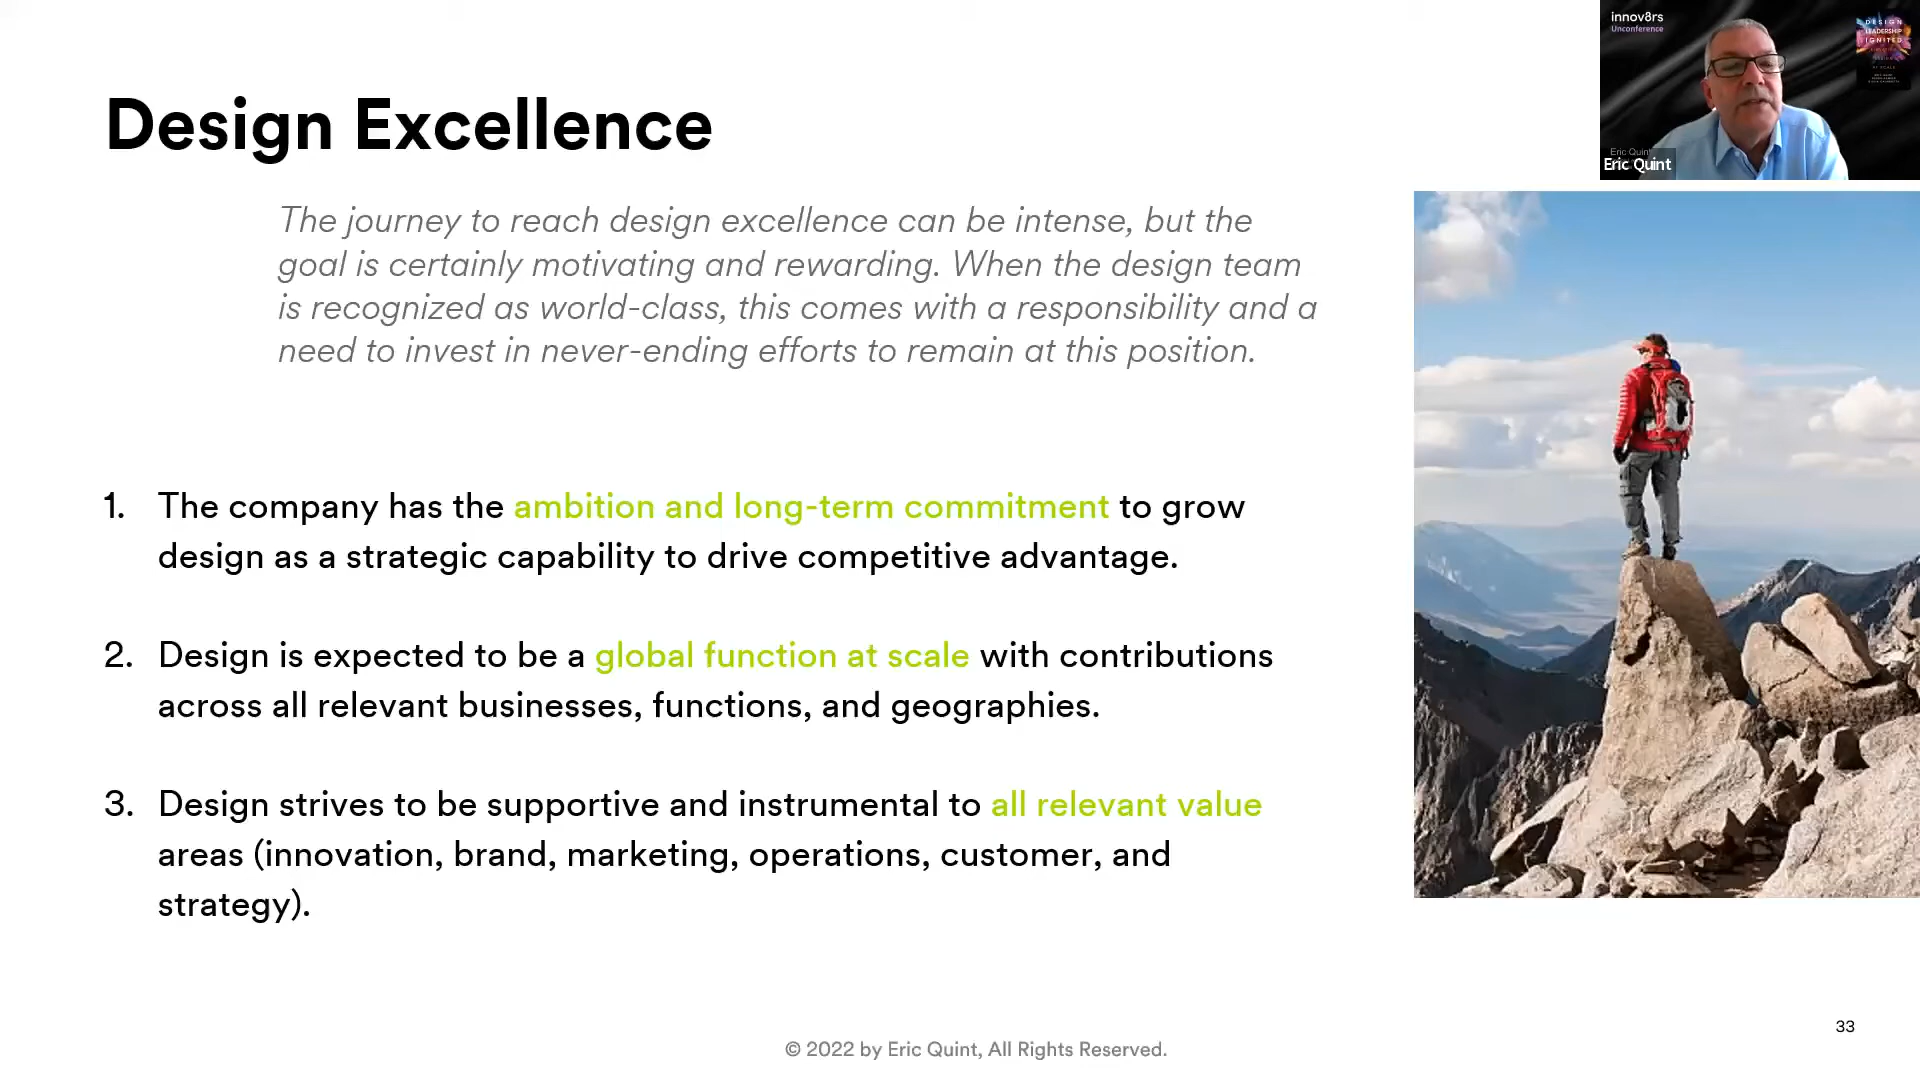 innov8rs
Unconference
DESIGN
LEADERSHIP
IGNITED
Eric Quint
Eric Quint
Design Excellence
The journey to reach design excellence can be intense, but the
goal is certainly motivating and rewarding. When the design team
is recognized as world-class, this comes with a responsibility and a
need to invest in never-ending efforts to remain at this position.
1. The company has the ambition and long-term commitment to grow
design as a strategic capability to drive competitive advantage.
2. Design is expected to be a global function at scale with contributions
across all relevant businesses, functions, and geographies.
3. Design strives to be supportive and instrumental to all relevant value
areas (innovation, brand, marketing, operations, customer, and
strategy).
33
© 2022 by Eric Quint, All Rights Reserved.